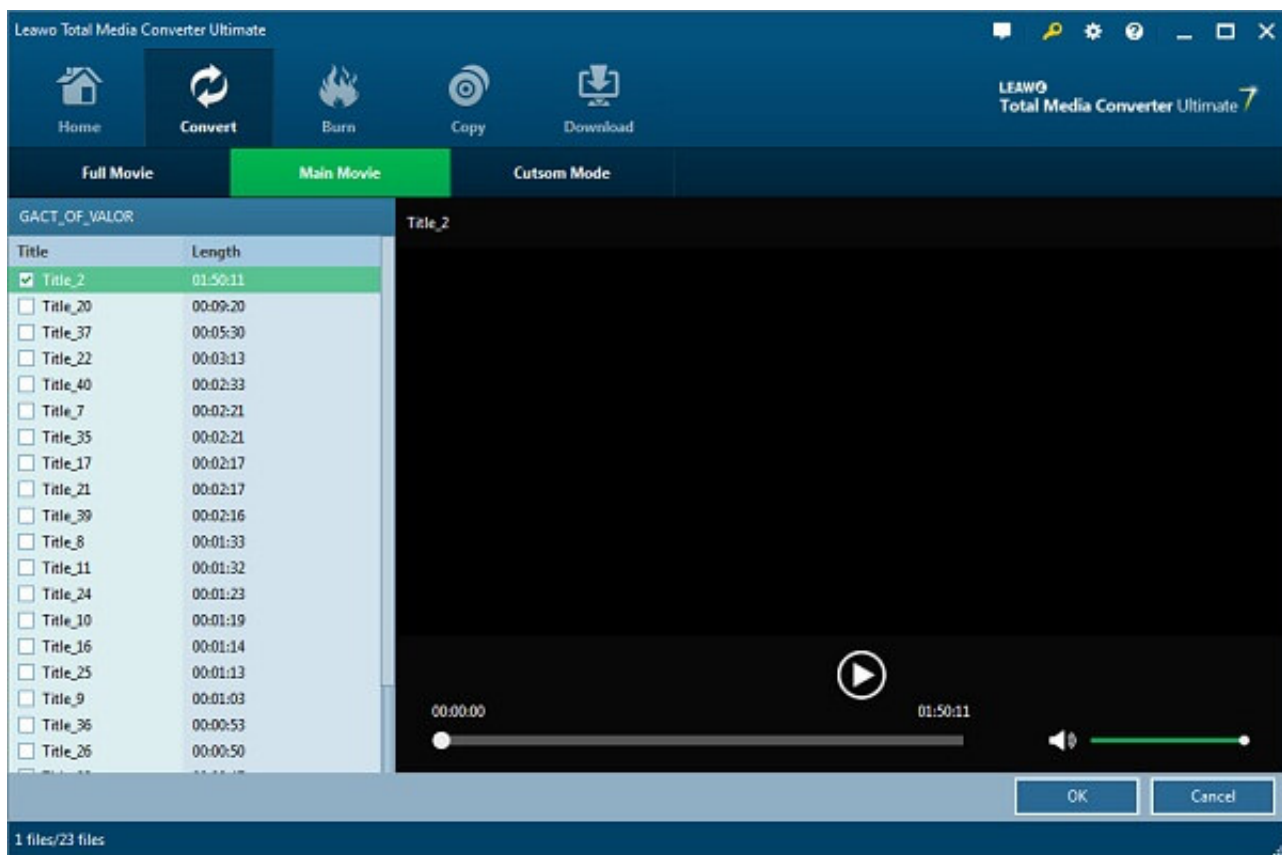 Leawo Total Media Converter Ultimate
Home Convert Burn Copy Download
LEAWO
Total Media Converter Ultimate 7
Full Movie Main Movie Cutsom Mode
GACT_OF_VALOR
Title_2
Title Length
Title_2 01:50:11
Title_20 00:09:20
Title_37 00:05:30
Title_22 00:03:13
Title_40 00:02:33
Title_7 00:02:21
Title_35 00:02:21
Title_17 00:02:17
Title_21 00:02:17
Title_39 00:02:16
Title_8 00:01:33
Title_11 00:01:32
Title_24 00:01:23
Title_10 00:01:19
Title_16 00:01:14
Title_25 00:01:13
Title_9 00:01:03
Title_36 00:00:53
Title_26 00:00:50
00:00:00 01:50:11
OK Cancel
1 files/23 files